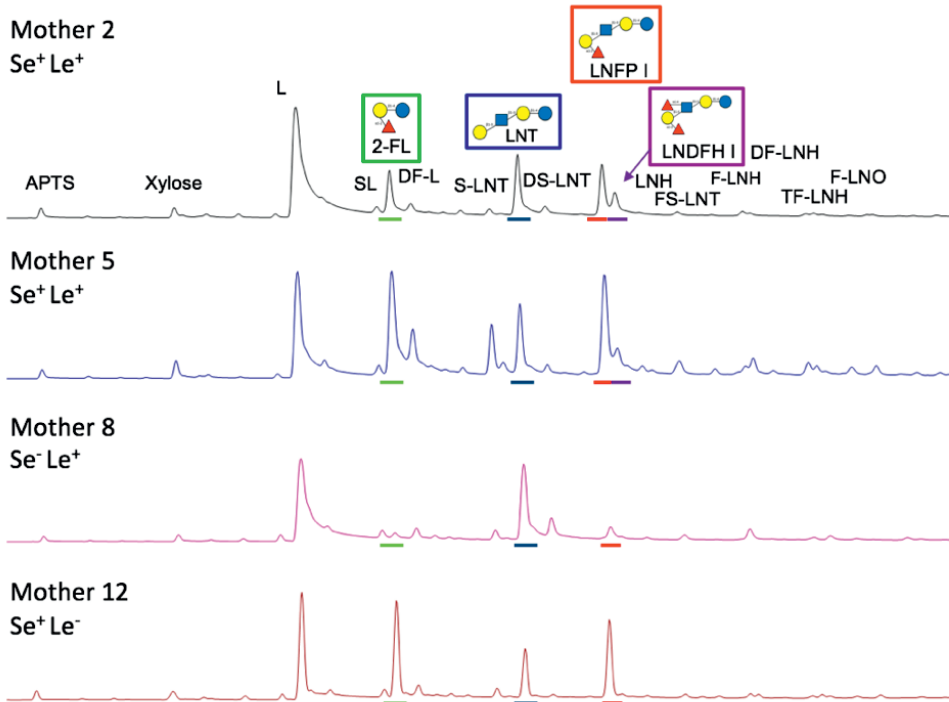 Mother 2
Se⁺ Le⁺
LNFP I
L
2-FL
LNT
LNDFH I
DF-LNH
APTS
Xylose
SL
DF-L
S-LNT
DS-LNT
LNH
F-LNH
F-LNO
FS-LNT
TF-LNH
Mother 5
Se⁺ Le⁺
Mother 8
Se⁻ Le⁺
Mother 12
Se⁺ Le⁻